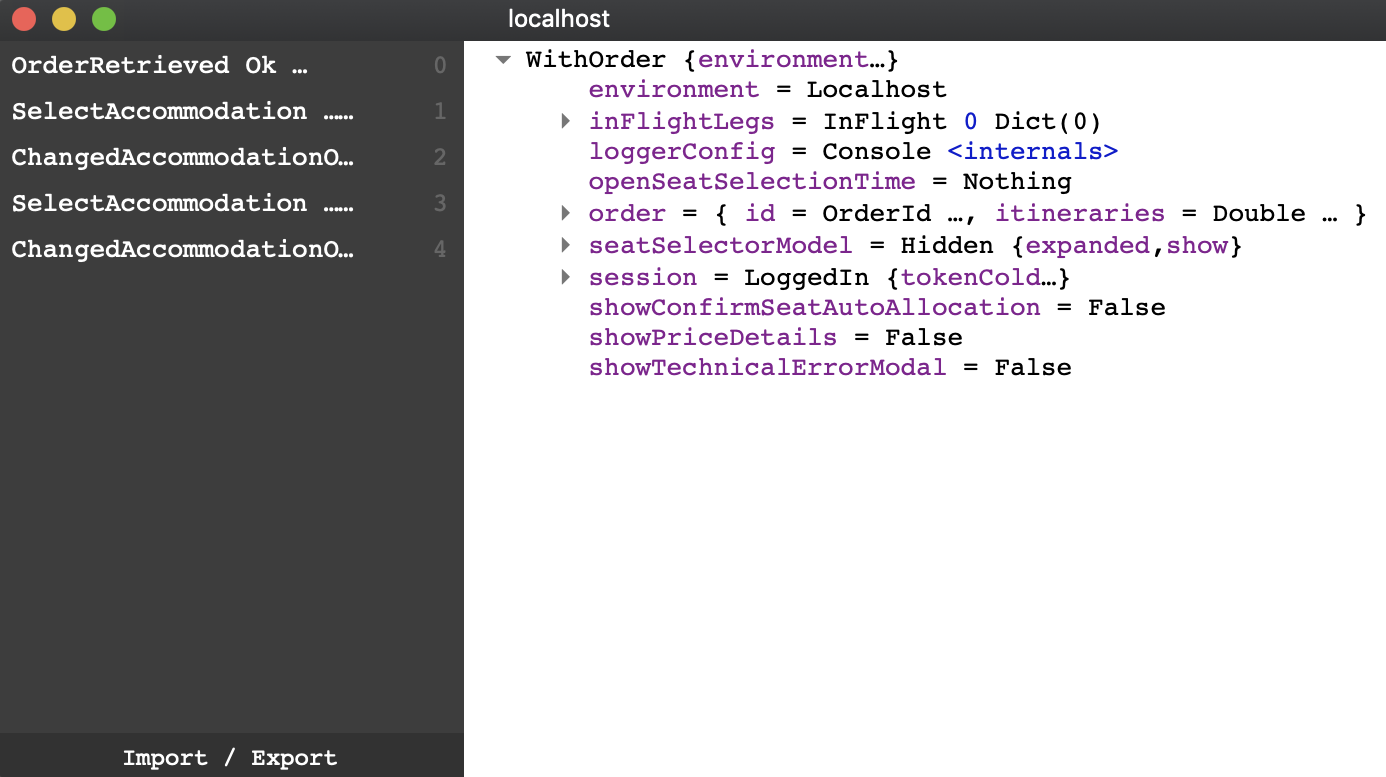 localhost
OrderRetrieved Ok … 0
SelectAccommodation …… 1
ChangedAccommodationO… 2
SelectAccommodation …… 3
ChangedAccommodationO… 4
Import / Export
WithOrder {environment…}
environment = Localhost
inFlightLegs = InFlight 0 Dict(0)
loggerConfig = Console <internals>
openSeatSelectionTime = Nothing
order = { id = OrderId …, itineraries = Double … }
seatSelectorModel = Hidden {expanded,show}
session = LoggedIn {tokenCold…}
showConfirmSeatAutoAllocation = False
showPriceDetails = False
showTechnicalErrorModal = False